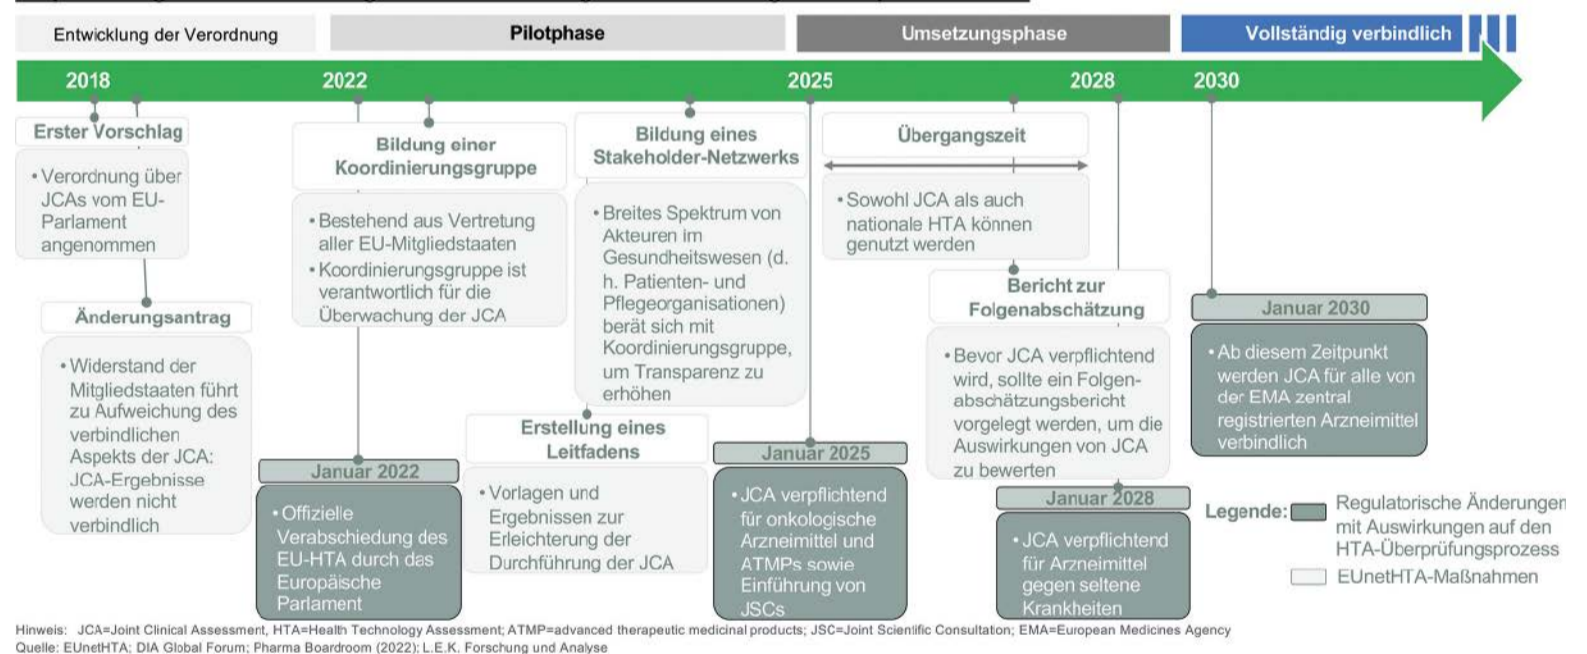 Entwicklung der Verordnung
Pilotphase
Umsetzungsphase
Vollständig verbindlich
2018
2022
2025
2028
2030
Erster Vorschlag
• Verordnung über
JCAs vom EU-
Parlament
angenommen
Änderungsantrag
• Widerstand der
Mitgliedstaaten führt
zu Aufweichung des
verbindlichen
Aspekts der JCA:
JCA-Ergebnisse
werden nicht
verbindlich
Bildung einer
Koordinierungsgruppe
• Bestehend aus Vertretung
aller EU-Mitgliedstaaten
• Koordinierungsgruppe ist
verantwortlich für die
Überwachung der JCA
Januar 2022
• Offizielle
Verabschiedung des
EU-HTA durch das
Europäische
Parlament
Bildung eines
Stakeholder-Netzwerks
• Breites Spektrum von
Akteuren im
Gesundheitswesen (d.
h. Patienten- und
Pflegeorganisationen)
berät sich mit
Koordinierungsgruppe,
um Transparenz zu
erhöhen
Erstellung eines
Leitfadens
• Vorlagen und
Ergebnissen zur
Erleichterung der
Durchführung der JCA
Januar 2025
• JCA verpflichtend
für onkologische
Arzneimittel und
ATMPs sowie
Einführung von
JSCs
Übergangszeit
• Sowohl JCA als auch
nationale HTA können
genutzt werden
Bericht zur
Folgenabschätzung
• Bevor JCA verpflichtend
wird, sollte ein Folgen-
abschätzungsbericht
vorgelegt werden, um die
Auswirkungen von JCA
zu bewerten
Januar 2028
• JCA verpflichtend
für Arzneimittel
gegen seltene
Krankheiten
Januar 2030
• Ab diesem Zeitpunkt
werden JCA für alle von
der EMA zentral
registrierten Arzneimittel
verbindlich
Legende:
Regulatorische Änderungen
mit Auswirkungen auf den
HTA-Überprüfungsprozess
EUnetHTA-Maßnahmen
Hinweis: JCA=Joint Clinical Assessment, HTA=Health Technology Assessment; ATMP=advanced therapeutic medicinal products; JSC=Joint Scientific Consultation; EMA=European Medicines Agency
Quelle: EUnetHTA; DIA Global Forum; Pharma Boardroom (2022); L.E.K. Forschung und Analyse